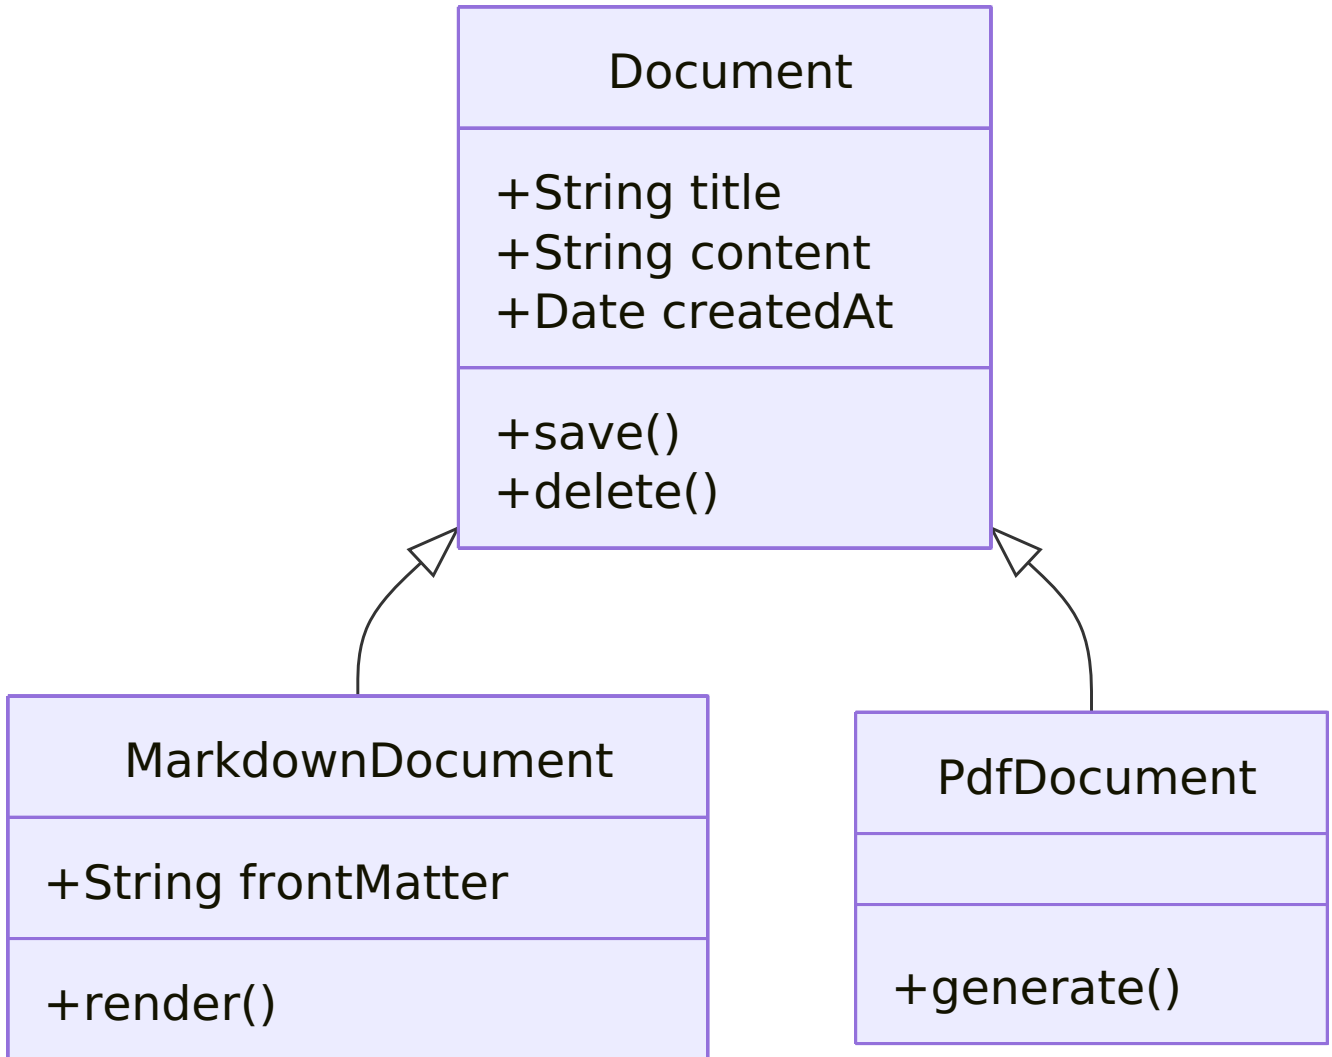 Document
+String title
+String content
+Date createdAt
+save()
+delete()
MarkdownDocument
+String frontMatter
+render()
PdfDocument
+generate()